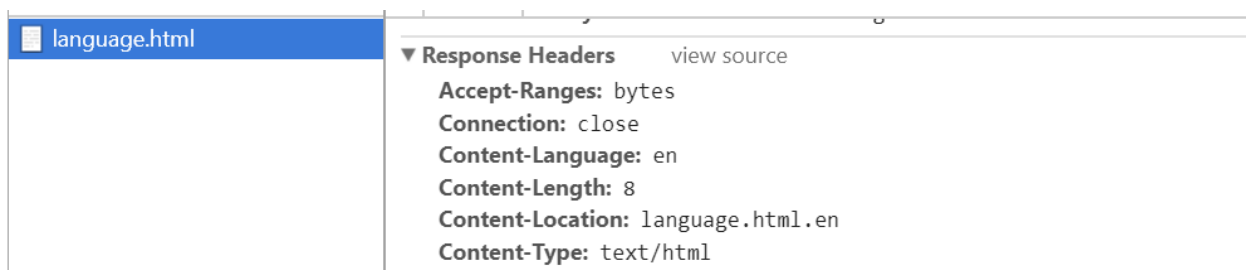 language.html
▼ Response Headers view source
Accept-Ranges: bytes
Connection: close
Content-Language: en
Content-Length: 8
Content-Location: language.html.en
Content-Type: text/html